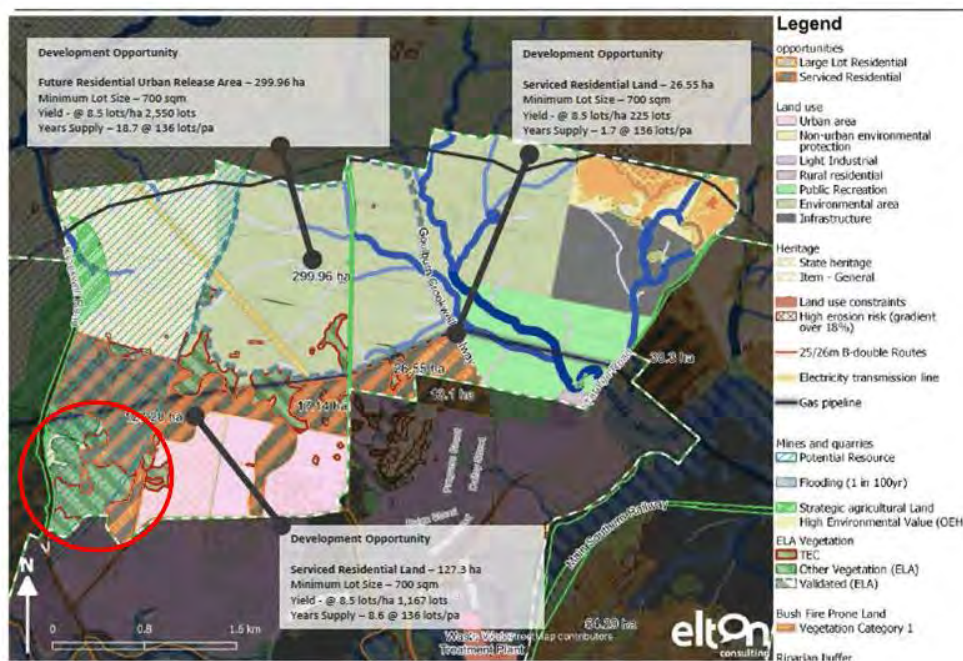 Development Opportunity
Future Residential Urban Release Area – 299.96 ha
Minimum Lot Size – 700 sqm
Yield - @ 8.5 lots/ha 2,550 lots
Years Supply – 18.7 @ 136 lots/pa
Development Opportunity
Serviced Residential Land – 26.55 ha
Minimum Lot Size – 700 sqm
Yield - @ 8.5 lots/ha 225 lots
Years Supply – 1.7 @ 136 lots/pa
299.96 ha
Goulburn Crookwell
26.55 ha
17.14 ha
13.1 ha
Main Southern Railway
Development Opportunity
Serviced Residential Land – 127.3 ha
Minimum Lot Size – 700 sqm
Yield - @ 8.5 lots/ha 1,167 lots
Years Supply – 8.6 @ 136 lots/pa
N
0 0.8 1.6 km
Treatment Plant
contributors
elton
consulting
Legend
opportunities
Large Lot Residential
Serviced Residential
Land use
Urban area
Non-urban environmental
protection
Light Industrial
Rural residential
Public Recreation
Environmental area
Infrastructure
Heritage
State heritage
Item - General
Land use constraints
High erosion risk (gradient
over 18%)
25/26m B-double Routes
Electricity transmission line
Gas pipeline
Mines and quarries
Potential Resource
Flooding (1 in 100yr)
Strategic agricultural Land
High Environmental Value (OEH
ELA Vegetation
TEC
Other Vegetation (ELA)
Validated (ELA)
Bush Fire Prone Land
Vegetation Category 1
Riparian buffer